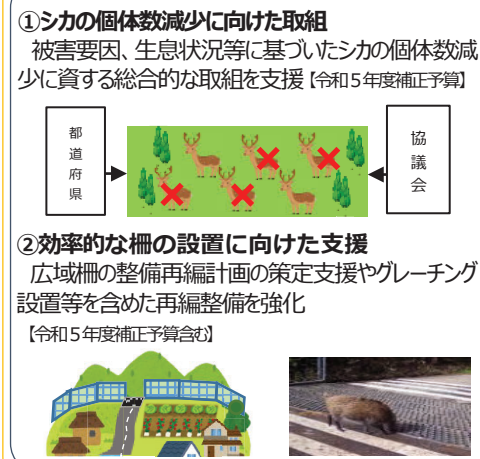 ①シカの個体数減少に向けた取組
被害要因、生息状況等に基づいたシカの個体数減
少に資する総合的な取組を支援【令和５年度補正予算】
都道府県
協議会
②効率的な柵の設置に向けた支援
広域柵の整備再編計画の策定支援やグレーチング
設置等を含めた再編整備を強化
【令和５年度補正予算含む】